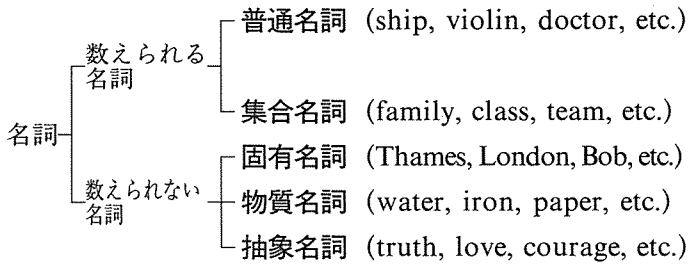 名詞
数えられる
名詞
普通名詞 (ship, violin, doctor, etc.)
集合名詞 (family, class, team, etc.)
数えられない
名詞
固有名詞 (Thames, London, Bob, etc.)
物質名詞 (water, iron, paper, etc.)
抽象名詞 (truth, love, courage, etc.)